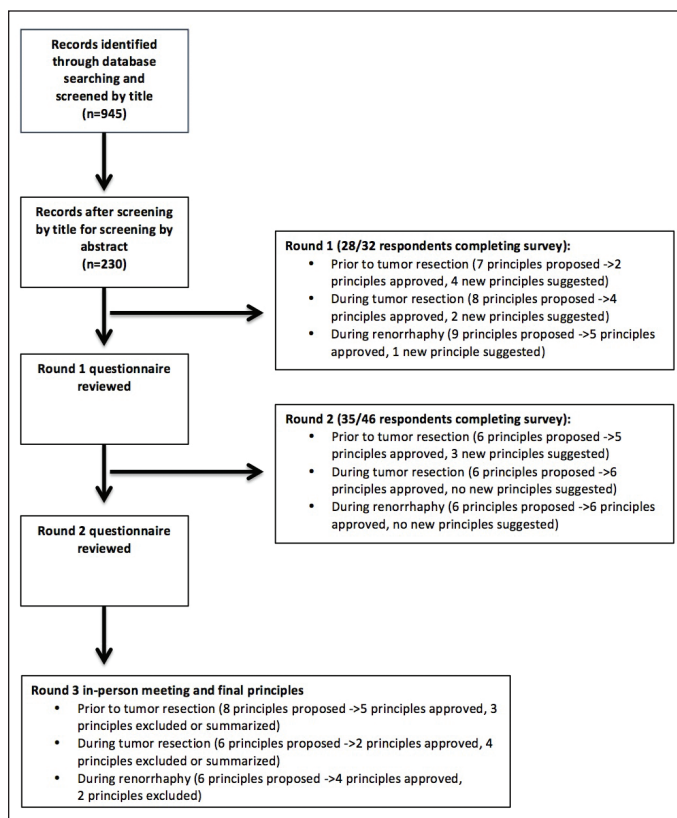 Records identified
through database
searching and
screened by title
(n=945)
Records after screening
by title for screening by
abstract
(n=230)
Round 1 (28/32 respondents completing survey):
• Prior to tumor resection (7 principles proposed ->2
principles approved, 4 new principles suggested)
• During tumor resection (8 principles proposed ->4
principles approved, 2 new principles suggested)
• During renorrhaphy (9 principles proposed ->5 principles
approved, 1 new principle suggested)
Round 1 questionnaire
reviewed
Round 2 (35/46 respondents completing survey):
• Prior to tumor resection (6 principles proposed ->5
principles approved, 3 new principles suggested)
• During tumor resection (6 principles proposed ->6
principles approved, no new principles suggested)
• During renorrhaphy (6 principles proposed ->6 principles
approved, no new principles suggested)
Round 2 questionnaire
reviewed
Round 3 in-person meeting and final principles
• Prior to tumor resection (8 principles proposed ->5 principles approved, 3
principles excluded or summarized)
• During tumor resection (6 principles proposed ->2 principles approved, 4
principles excluded or summarized)
• During renorrhaphy (6 principles proposed ->4 principles approved,
2 principles excluded)